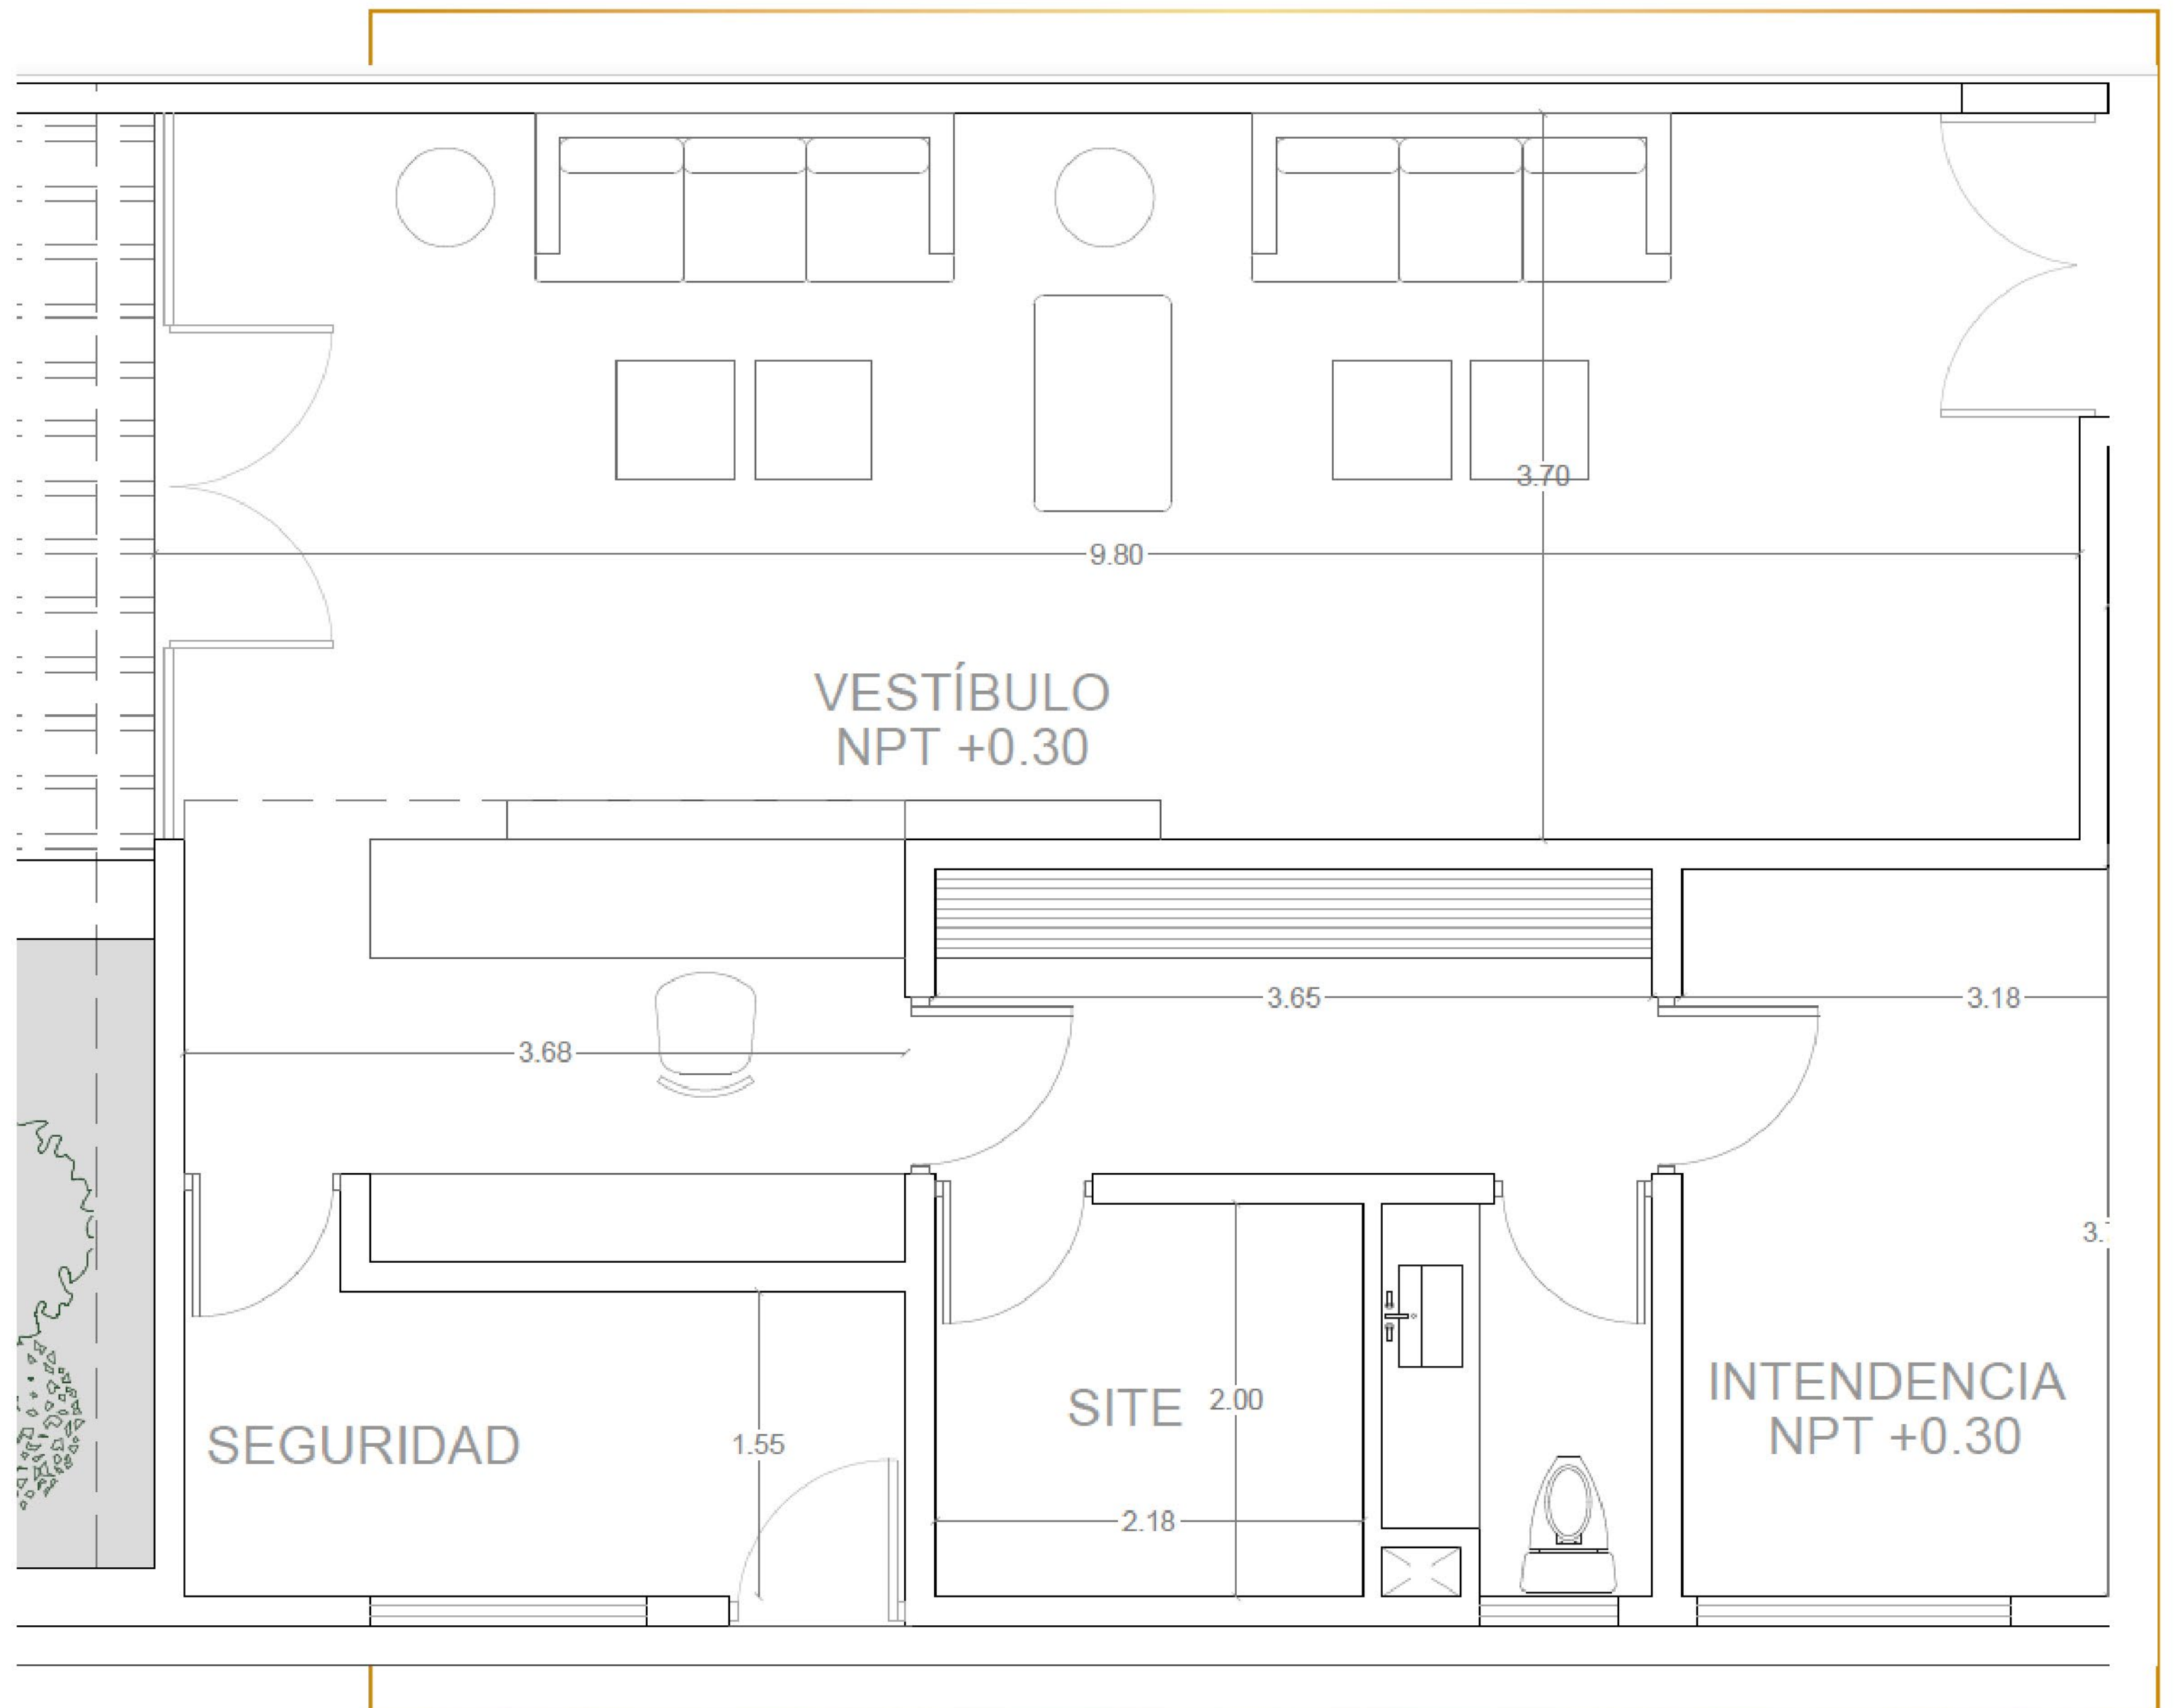 3.70
9.80
VESTÍBULO
NPT +0.30
3.65
3.18
3.68
SEGURIDAD
1.55
SITE
2.00
2.18
INTENDENCIA
NPT +0.30